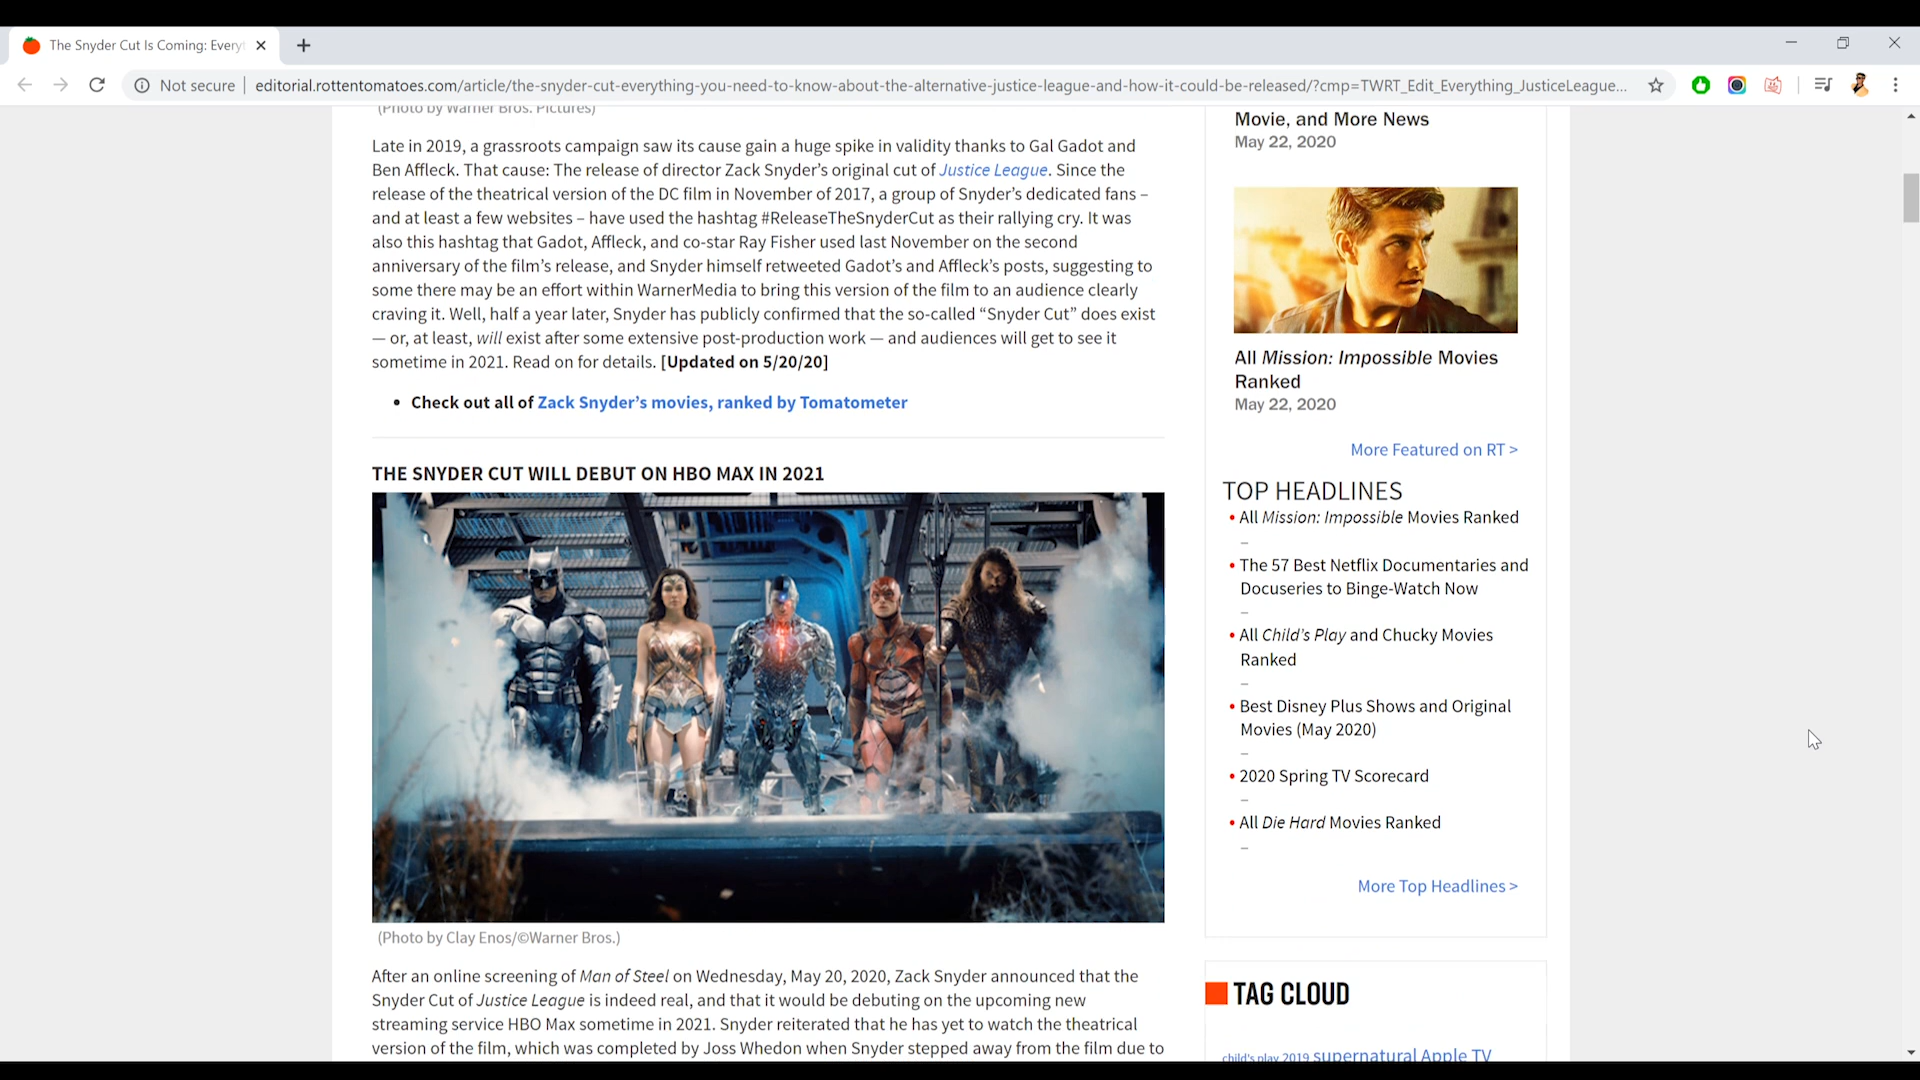 The Snyder Cut Is Coming: Every
Not secure
editorial.rottentomatoes.com/article/the-snyder-cut-everything-you-need-to-know-about-the-alternative-justice-league-and-how-it-could-be-released/?cmp=TWRT_Edit_Everything_JusticeLeague...
(Photo by Warner Bros. Pictures)
Late in 2019, a grassroots campaign saw its cause gain a huge spike in validity thanks to Gal Gadot and
Ben Affleck. That cause: The release of director Zack Snyder’s original cut of Justice League. Since the
release of the theatrical version of the DC film in November of 2017, a group of Snyder’s dedicated fans –
and at least a few websites – have used the hashtag #ReleaseTheSnyderCut as their rallying cry. It was
also this hashtag that Gadot, Affleck, and co-star Ray Fisher used last November on the second
anniversary of the film’s release, and Snyder himself retweeted Gadot’s and Affleck’s posts, suggesting to
some there may be an effort within WarnerMedia to bring this version of the film to an audience clearly
craving it. Well, half a year later, Snyder has publicly confirmed that the so-called “Snyder Cut” does exist
— or, at least, will exist after some extensive post-production work — and audiences will get to see it
sometime in 2021. Read on for details. [Updated on 5/20/20]
• Check out all of Zack Snyder’s movies, ranked by Tomatometer
THE SNYDER CUT WILL DEBUT ON HBO MAX IN 2021
(Photo by Clay Enos/©Warner Bros.)
After an online screening of Man of Steel on Wednesday, May 20, 2020, Zack Snyder announced that the
Snyder Cut of Justice League is indeed real, and that it would be debuting on the upcoming new
streaming service HBO Max sometime in 2021. Snyder reiterated that he has yet to watch the theatrical
version of the film, which was completed by Joss Whedon when Snyder stepped away from the film due to
Movie, and More News
May 22, 2020
All Mission: Impossible Movies
Ranked
May 22, 2020
More Featured on RT >
TOP HEADLINES
• All Mission: Impossible Movies Ranked
–
• The 57 Best Netflix Documentaries and
Docuseries to Binge-Watch Now
–
• All Child’s Play and Chucky Movies
Ranked
–
• Best Disney Plus Shows and Original
Movies (May 2020)
–
• 2020 Spring TV Scorecard
–
• All Die Hard Movies Ranked
–
More Top Headlines >
TAG CLOUD
child's play 2019 supernatural Apple TV